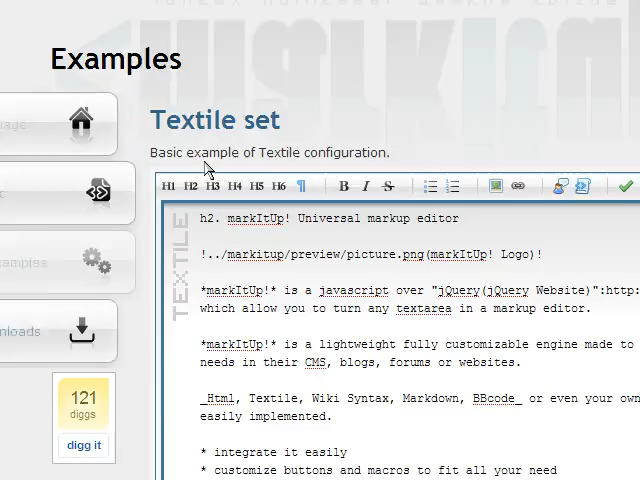 Examples
Textile set
Basic example of Textile configuration.
H1 H2 H3 H4 H5 H6 ¶ B I S
TEXTILE
h2. markItUp! Universal markup editor
!../markitup/preview/picture.png(markItUp! Logo)!
*markItUp!* is a javascript over "jQuery(jQuery Website)":http:
which allow you to turn any textarea in a markup editor.
*markItUp!* is a lightweight fully customizable engine made to
needs in their CMS, blogs, forums or websites.
_Html, Textile, Wiki Syntax, Markdown, BBcode_ or even your own
easily implemented.
* integrate it easily
* customize buttons and macros to fit all your need
xamples
nloads
121
diggs
digg it